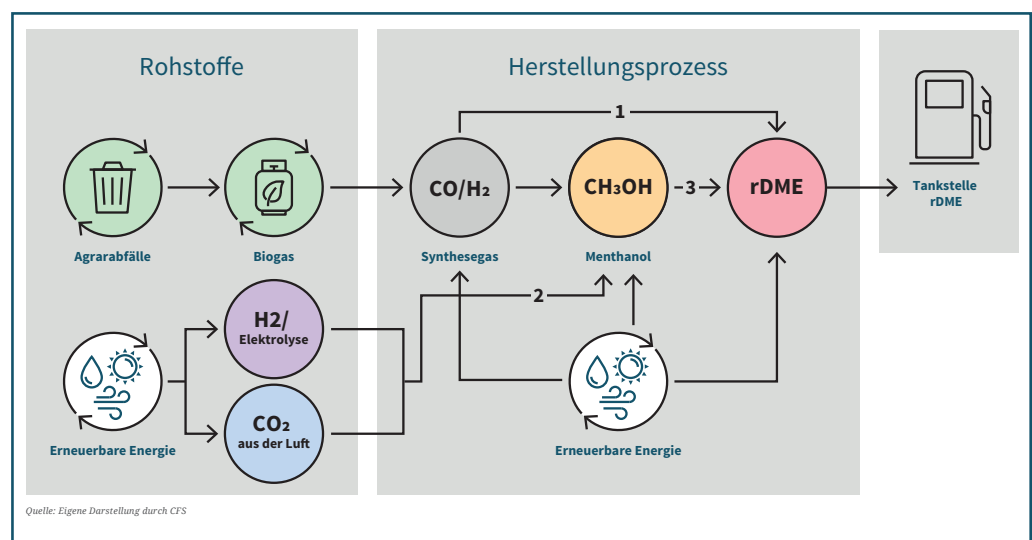 Rohstoffe
Herstellungsprozess
1
CO/H₂
CH₃OH
3
rDME
Tankstelle
rDME
Agrarabfälle
Biogas
Synthesegas
Menthanol
2
H2/
Elektrolyse
CO₂
aus der Luft
Erneuerbare Energie
Erneuerbare Energie
Quelle: Eigene Darstellung durch CFS